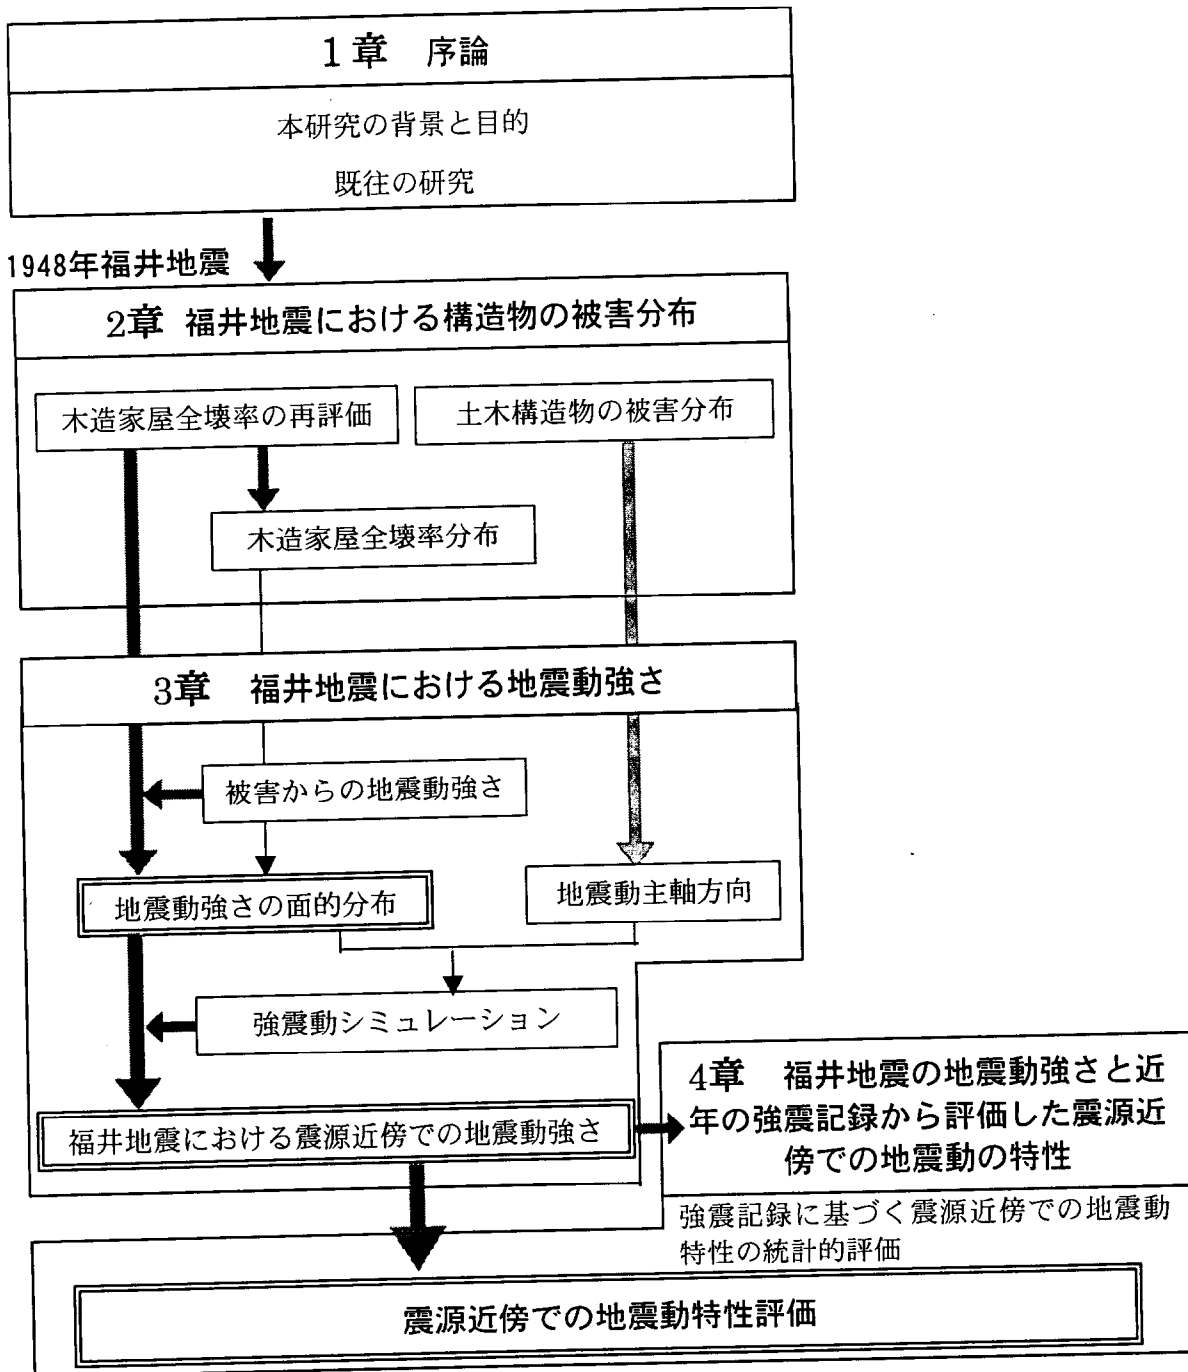 1章 序論
本研究の背景と目的
既往の研究
1948年福井地震
2章 福井地震における構造物の被害分布
木造家屋全壊率の再評価
土木構造物の被害分布
木造家屋全壊率分布
3章 福井地震における地震動強さ
被害からの地震動強さ
地震動強さの面的分布
地震動主軸方向
強震動シミュレーション
福井地震における震源近傍での地震動強さ
4章 福井地震の地震動強さと近
年の強震記録から評価した震源近
傍での地震動の特性
強震記録に基づく震源近傍での地震動
特性の統計的評価
震源近傍での地震動特性評価